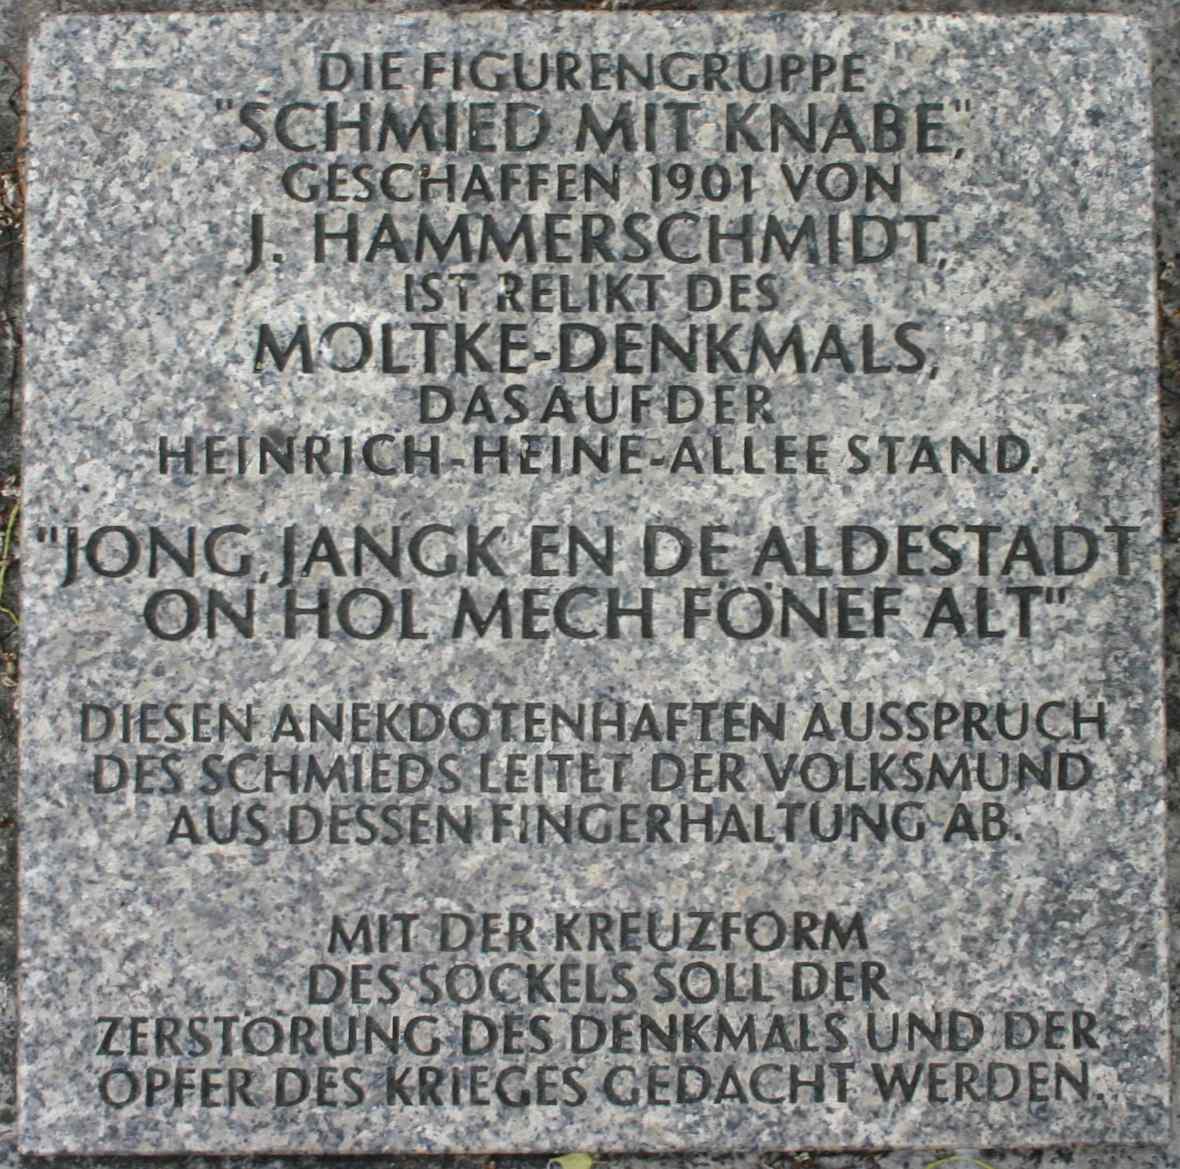 DIE FIGURENGRUPPE
"SCHMIED MIT KNABE",
GESCHAFFEN 1901 VON
J. HAMMERSCHMIDT,
IST RELIKT DES
MOLTKE-DENKMALS,
DAS AUF DER
HEINRICH-HEINE-ALLEE STAND.
"JONG, JANGK EN DE ALDESTADT
ON HOL MECH FÖNEF ALT"
DIESEN ANEKDOTENHAFTEN AUSSPRUCH
DES SCHMIEDS LEITET DER VOLKSMUND
AUS DESSEN FINGERHALTUNG AB.
MIT DER KREUZFORM
DES SOCKELS SOLL DER
ZERSTÖRUNG DES DENKMALS UND DER
OPFER DES KRIEGES GEDACHT WERDEN.